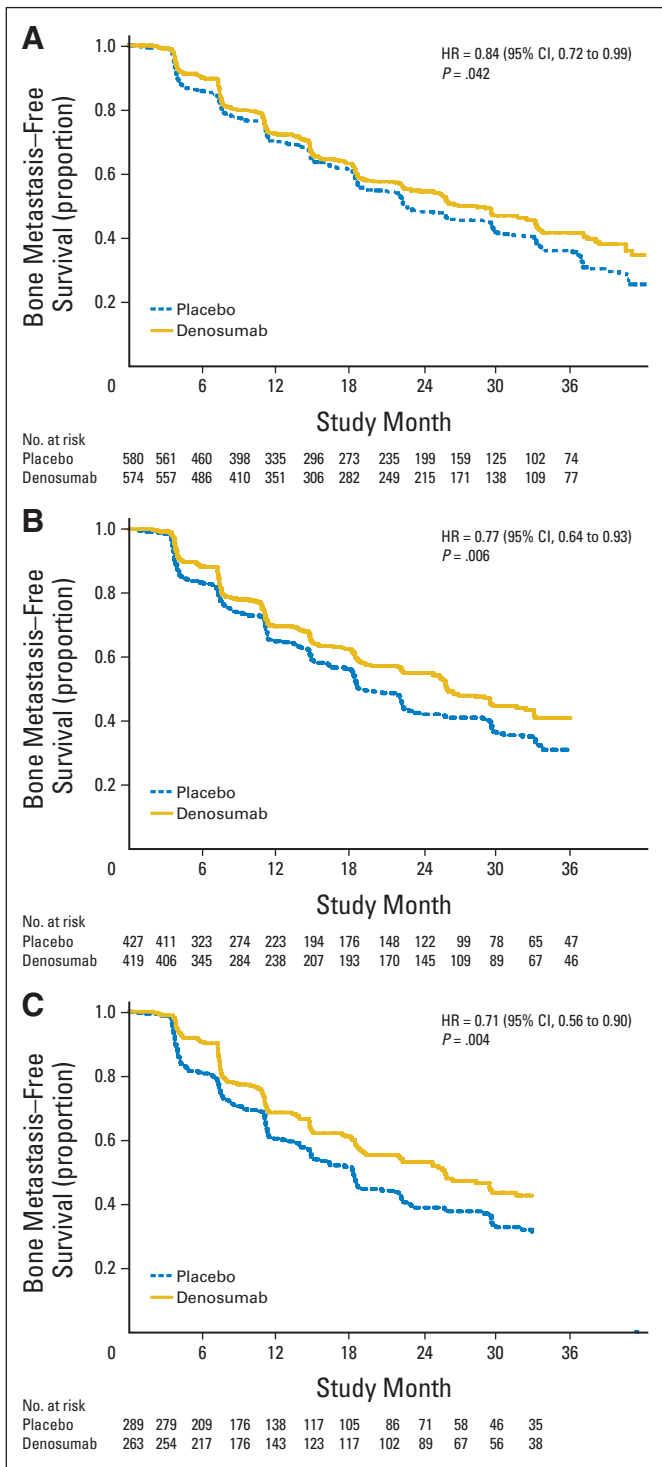 A
1.0
0.8
0.6
0.4
0.2
Bone Metastasis–Free
Survival (proportion)
HR = 0.84 (95% CI, 0.72 to 0.99)
P = .042
Placebo
Denosumab
0 6 12 18 24 30 36
Study Month
No. at risk
Placebo 580 561 460 398 335 296 273 235 199 159 125 102 74
Denosumab 574 557 486 410 351 306 282 249 215 171 138 109 77
B
1.0
0.8
0.6
0.4
0.2
Bone Metastasis–Free
Survival (proportion)
HR = 0.77 (95% CI, 0.64 to 0.93)
P = .006
Placebo
Denosumab
0 6 12 18 24 30 36
Study Month
No. at risk
Placebo 427 411 323 274 223 194 176 148 122 99 78 65 47
Denosumab 419 406 345 284 238 207 193 170 145 109 89 67 46
C
1.0
0.8
0.6
0.4
0.2
Bone Metastasis–Free
Survival (proportion)
HR = 0.71 (95% CI, 0.56 to 0.90)
P = .004
Placebo
Denosumab
0 6 12 18 24 30 36
Study Month
No. at risk
Placebo 289 279 209 176 138 117 105 86 71 58 46 35
Denosumab 263 254 217 176 143 123 117 102 89 67 56 38